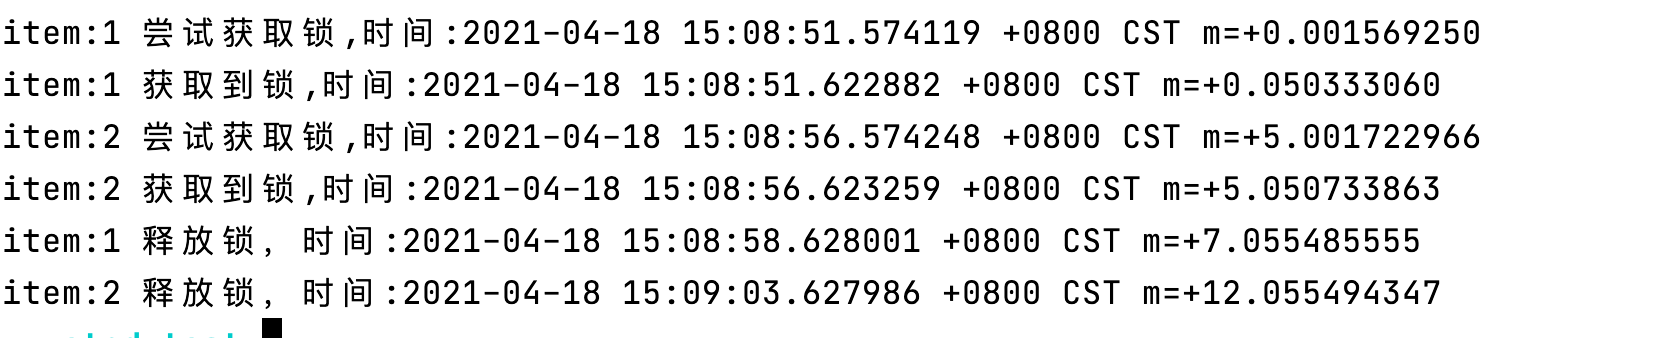 item:1 尝试获取锁,时间:2021-04-18 15:08:51.574119 +0800 CST m=+0.001569250
item:1 获取到锁,时间:2021-04-18 15:08:51.622882 +0800 CST m=+0.050333060
item:2 尝试获取锁,时间:2021-04-18 15:08:56.574248 +0800 CST m=+5.001722966
item:2 获取到锁,时间:2021-04-18 15:08:56.623259 +0800 CST m=+5.050733863
item:1 释放锁, 时间:2021-04-18 15:08:58.628001 +0800 CST m=+7.055485555
item:2 释放锁, 时间:2021-04-18 15:09:03.627986 +0800 CST m=+12.055494347